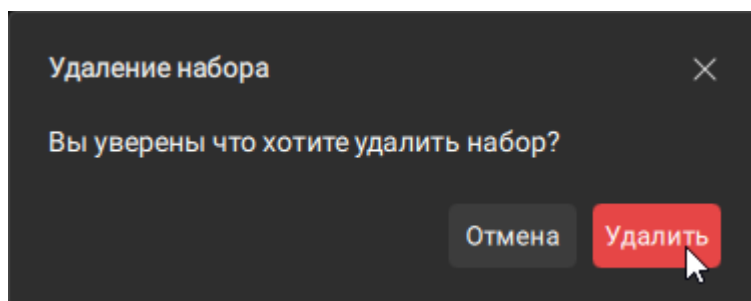 Удаление набора
Вы уверены что хотите удалить набор?
Отмена
Удалить